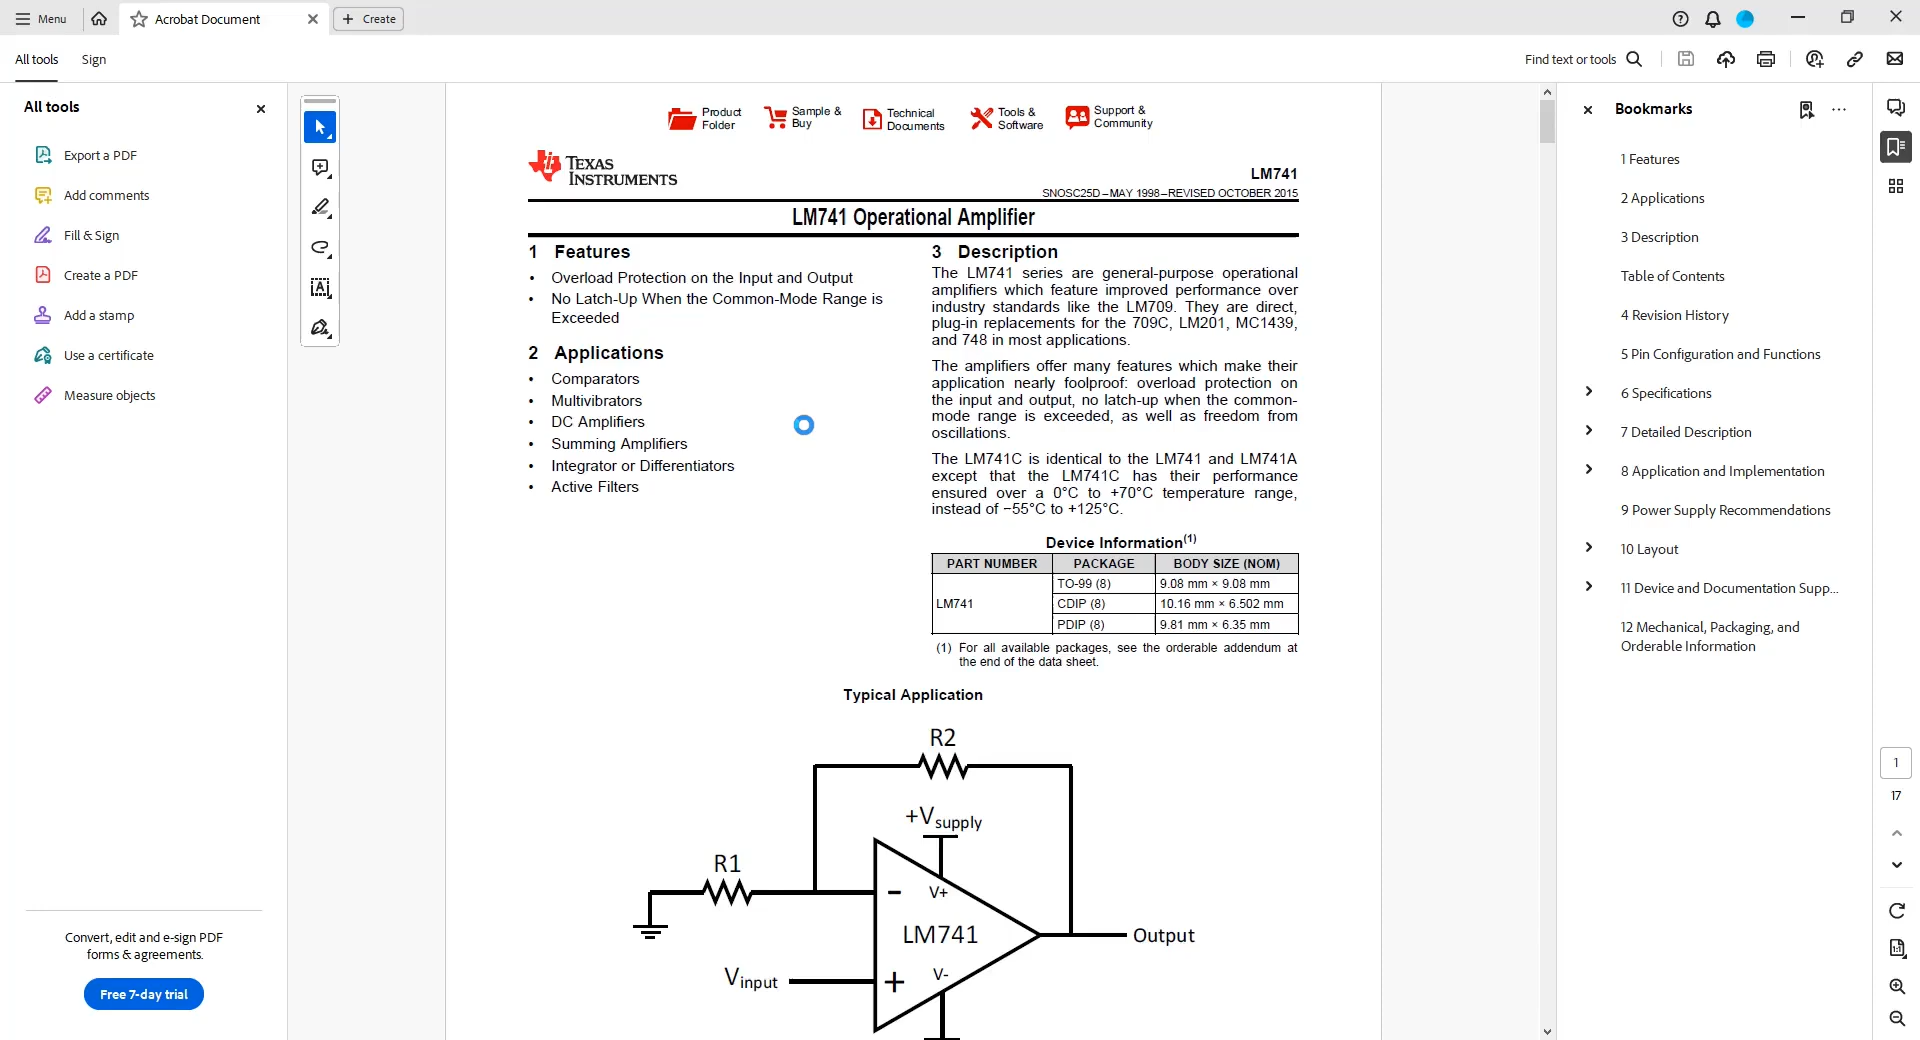 Menu
Acrobat Document
Create
All tools
Sign
Find text or tools
All tools
Export a PDF
Add comments
Fill & Sign
Create a PDF
Add a stamp
Use a certificate
Measure objects
Convert, edit and e-sign PDF
forms & agreements.
Free 7-day trial
Product
Folder
Sample &
Buy
Technical
Documents
Tools &
Software
Support &
Community
TEXAS
INSTRUMENTS
LM741
SNOSC25D –MAY 1998–REVISED OCTOBER 2015
LM741 Operational Amplifier
1 Features
• Overload Protection on the Input and Output
• No Latch-Up When the Common-Mode Range is
Exceeded
2 Applications
• Comparators
• Multivibrators
• DC Amplifiers
• Summing Amplifiers
• Integrator or Differentiators
• Active Filters
3 Description
The LM741 series are general-purpose operational
amplifiers which feature improved performance over
industry standards like the LM709. They are direct,
plug-in replacements for the 709C, LM201, MC1439,
and 748 in most applications.
The amplifiers offer many features which make their
application nearly foolproof: overload protection on
the input and output, no latch-up when the common-
mode range is exceeded, as well as freedom from
oscillations.
The LM741C is identical to the LM741 and LM741A
except that the LM741C has their performance
ensured over a 0°C to +70°C temperature range,
instead of −55°C to +125°C.
Device Information(1)
PART NUMBER PACKAGE BODY SIZE (NOM)
LM741
TO-99 (8) 9.08 mm × 9.08 mm
CDIP (8) 10.16 mm × 6.502 mm
PDIP (8) 9.81 mm × 6.35 mm
(1) For all available packages, see the orderable addendum at
the end of the data sheet.
Typical Application
R2
+Vsupply
R1
- V+
LM741
Output
Vinput
+ V-
Bookmarks
1 Features
2 Applications
3 Description
Table of Contents
4 Revision History
5 Pin Configuration and Functions
6 Specifications
7 Detailed Description
8 Application and Implementation
9 Power Supply Recommendations
10 Layout
11 Device and Documentation Supp...
12 Mechanical, Packaging, and
Orderable Information
1
17